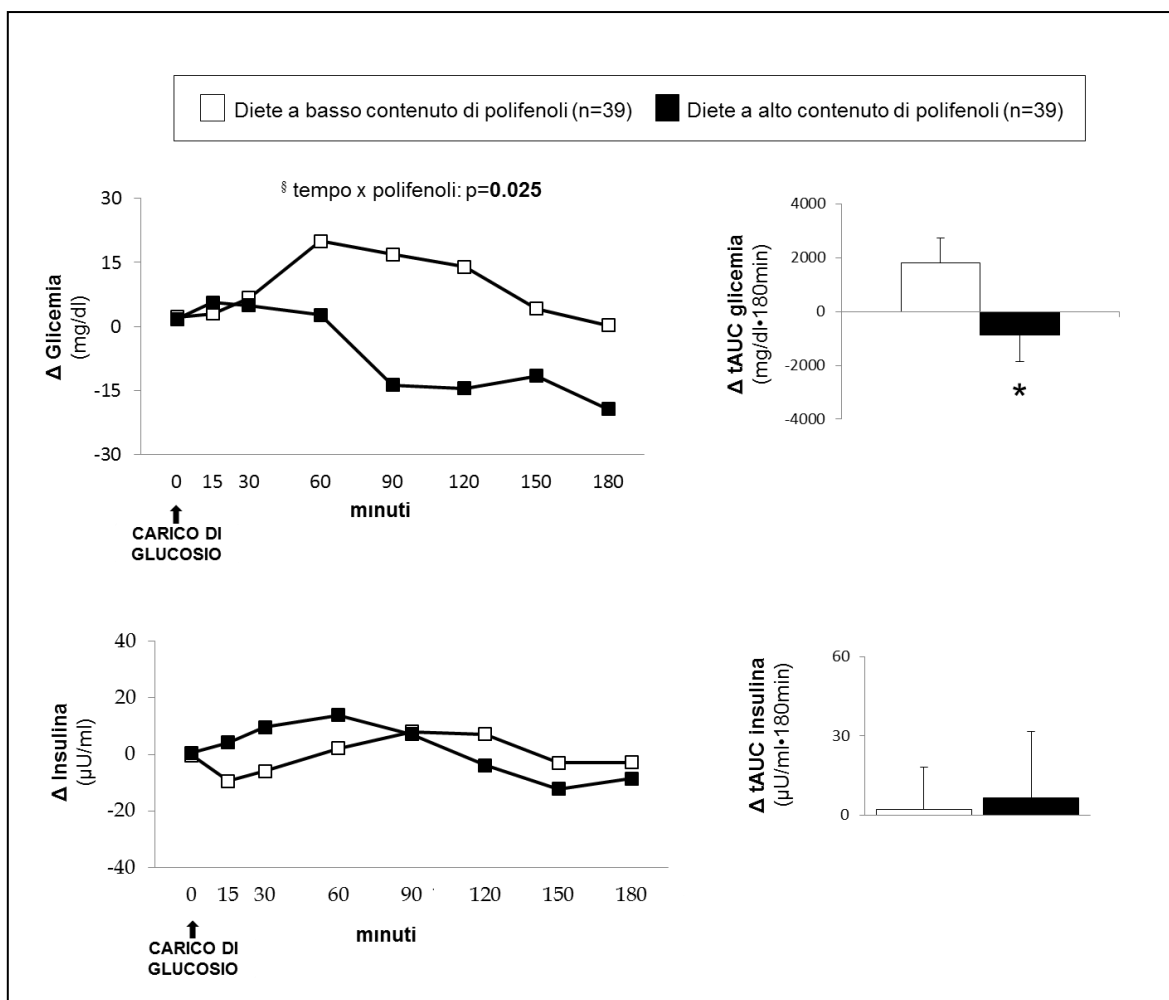 Diete a basso contenuto di polifenoli (n=39) Diete a alto contenuto di polifenoli (n=39)
§ tempo x polifenoli: p=0.025
Δ Glicemia
(mg/dl)
30
15
0
-15
-30
0 15 30 60 90 120 150 180
minuti
CARICO DI
GLUCOSIO
Δ tAUC glicemia
(mg/dl•180min)
4000
2000
0
-2000
-4000
*
Δ Insulina
(µU/ml)
40
20
0
-20
-40
0 15 30 60 90 120 150 180
minuti
CARICO DI
GLUCOSIO
Δ tAUC insulina
(µU/ml•180min)
60
30
0